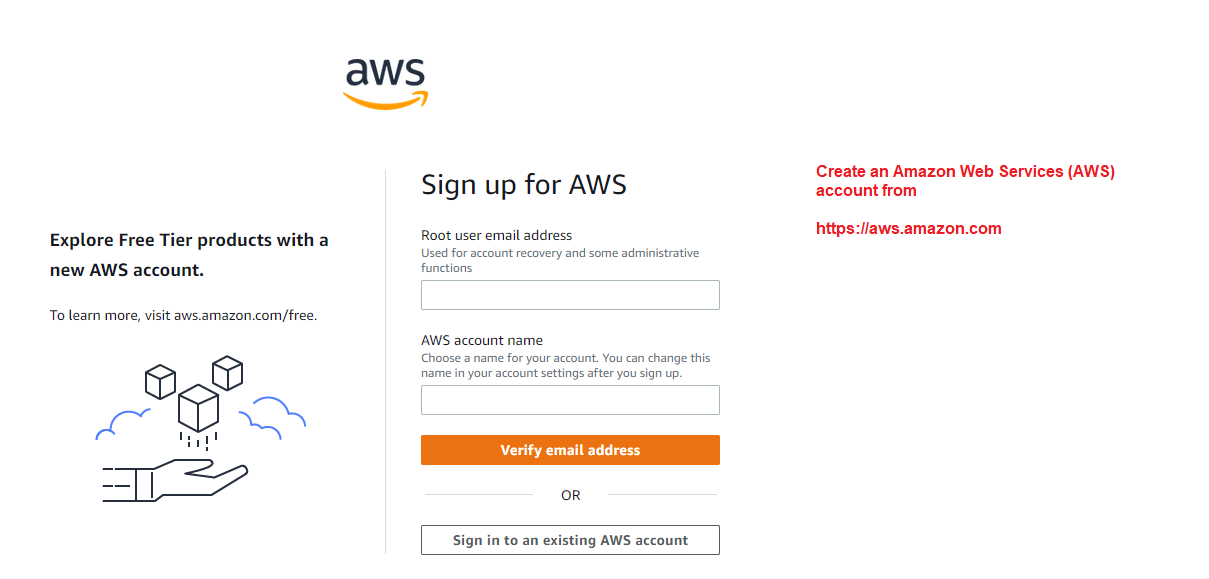 aws
Explore Free Tier products with a
new AWS account.
To learn more, visit aws.amazon.com/free.
Sign up for AWS
Root user email address
Used for account recovery and some administrative
functions
AWS account name
Choose a name for your account. You can change this
name in your account settings after you sign up.
Verify email address
OR
Sign in to an existing AWS account
Create an Amazon Web Services (AWS)
account from
https://aws.amazon.com